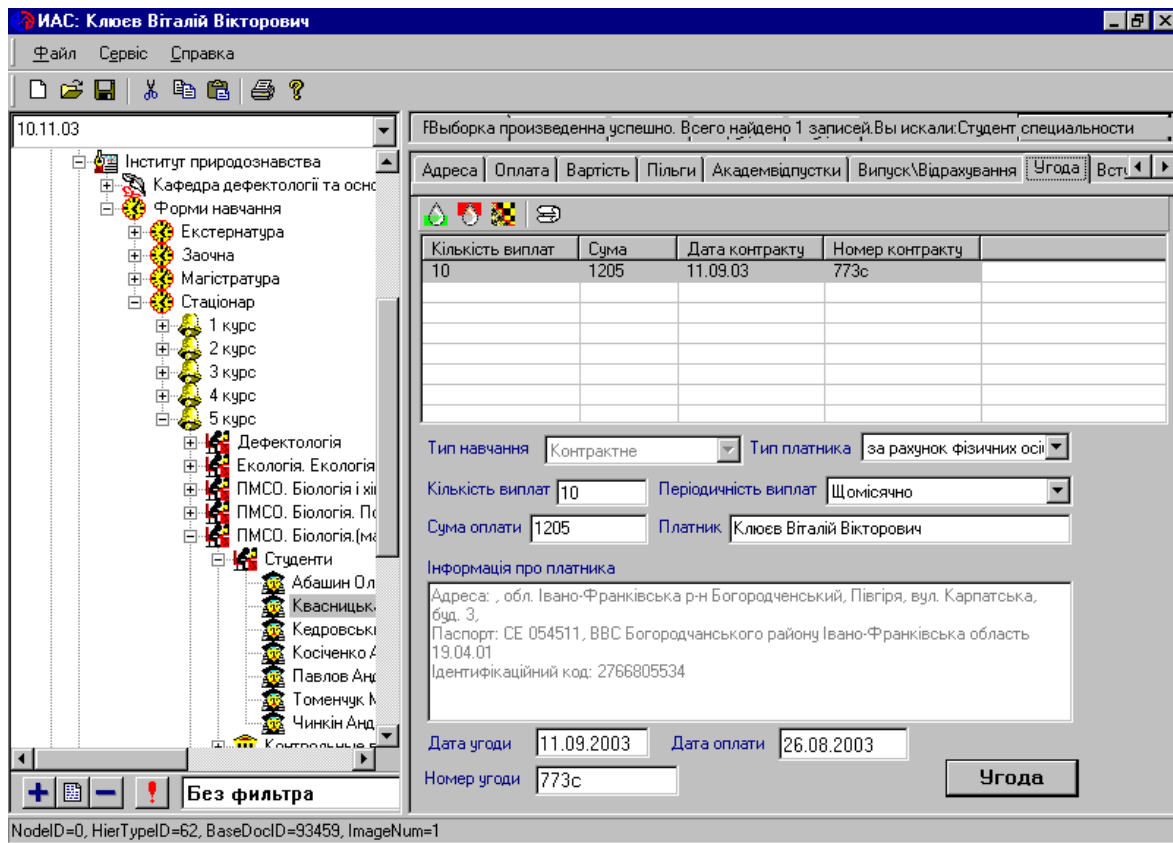 ИАС: Клюєв Віталій Вікторович
Файл Сервіс Справка
10.11.03
Інститут природознавства
Кафедра дефектології та осно
Форми навчання
Екстернатура
Заочна
Магістратура
Стаціонар
1 курс
2 курс
3 курс
4 курс
5 курс
Дефектологія
Екологія. Екологія
ПМСО. Біологія і хі
ПМСО. Біологія. По
ПМСО. Біологія.(ма
Студенти
Абашин Ол
Квасницька
Кедровськи
Косіченко А
Павлов Анд
Томенчук М
Чинкін Анд
Контрольные в
Без фильтра
FВыборка произведенна успешно. Всего найдено 1 записей.Вы искали:Студент специальности
Адреса Оплата Вартість Пільги Академвідпустки Випуск\Відрахування Угода Всту
Кількість виплат Сума Дата контракту Номер контракту
10 1205 11.09.03 773с
Тип навчання Контрактне Тип платника за рахунок фізичних осіб
Кількість виплат 10 Періодичність виплат Щомісячно
Сума оплати 1205 Платник Клюєв Віталій Вікторович
Інформація про платника
Адреса: , обл. Івано-Франківська р-н Богородченський, Півгіря, вул. Карпатська,
буд. 3,
Паспорт: СЕ 054511, ВВС Богородчанського району Івано-Франківська область
19.04.01
Ідентифікаційний код: 2766805534
Дата угоди 11.09.2003 Дата оплати 26.08.2003
Номер угоди 773с
Угода
NodeID=0, HierTypeID=62, BaseDocID=93459, ImageNum=1